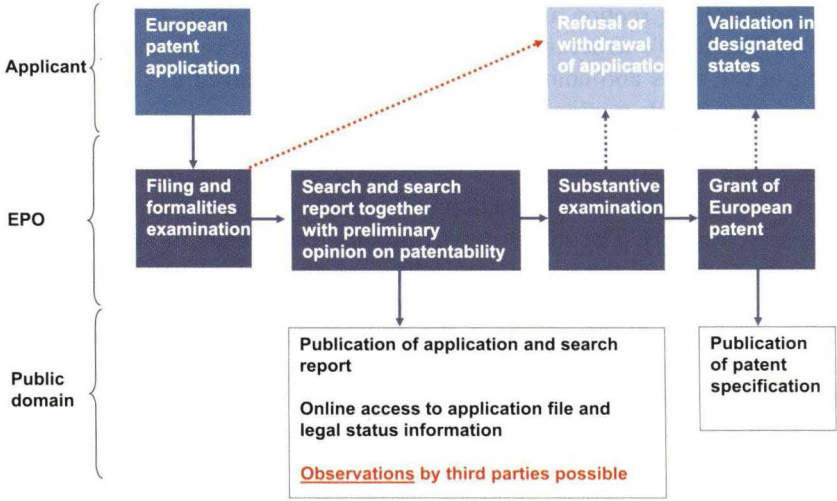 Applicant
European
patent
application
Refusal or
withdrawal
of applicatio
Validation in
designated
states
EPO
Filing and
formalities
examination
Search and search
report together
with preliminary
opinion on patentability
Substantive
examination
Grant of
European
patent
Public
domain
Publication of application and search
report
Online access to application file and
legal status information
Observations by third parties possible
Publication
of patent
specification